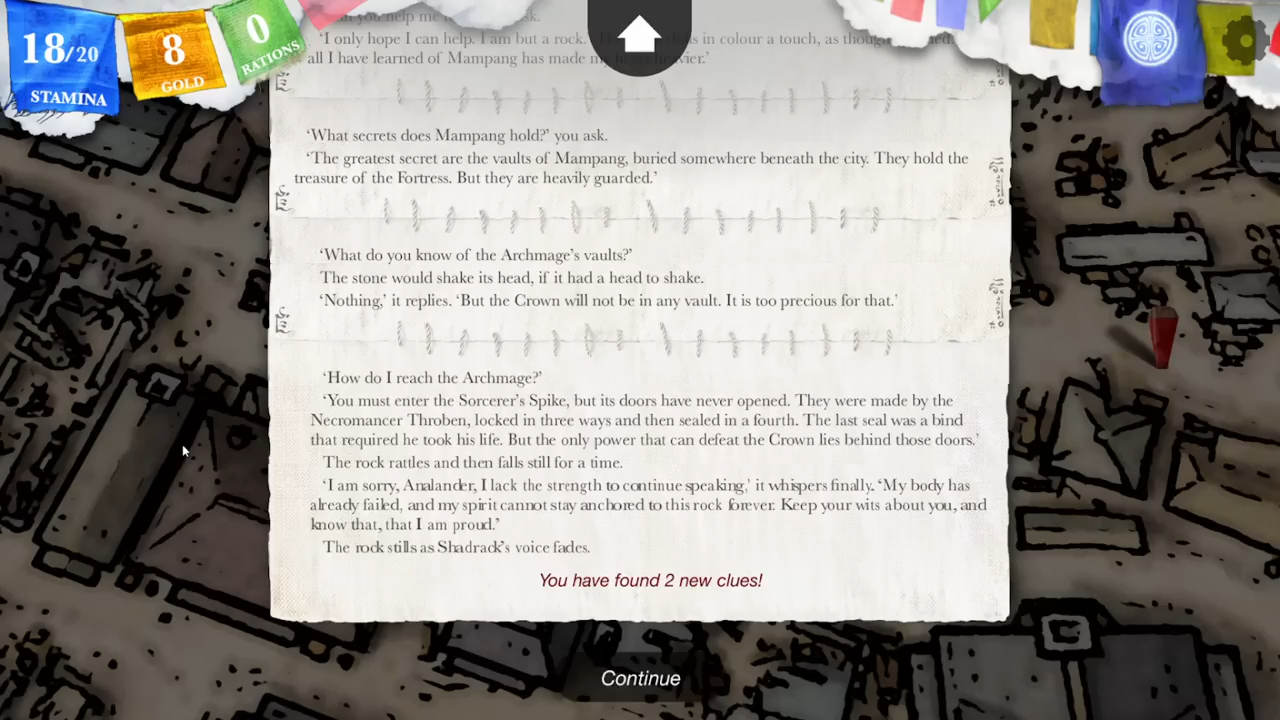 18/20
STAMINA
8
GOLD
0
RATIONS
you help me
'I only hope I can help. I am but a rock.
in colour a touch, as though
all I have learned of Mampang has made my heart heavier.'
'What secrets does Mampang hold?' you ask.
'The greatest secret are the vaults of Mampang, buried somewhere beneath the city. They hold the
treasure of the Fortress. But they are heavily guarded.'
'What do you know of the Archmage's vaults?'
The stone would shake its head, if it had a head to shake.
'Nothing,' it replies. 'But the Crown will not be in any vault. It is too precious for that.'
'How do I reach the Archmage?'
'You must enter the Sorcerer's Spike, but its doors have never opened. They were made by the
Necromancer Throben, locked in three ways and then sealed in a fourth. The last seal was a bind
that required he took his life. But the only power that can defeat the Crown lies behind those doors.'
The rock rattles and then falls still for a time.
'I am sorry, Analander, I lack the strength to continue speaking,' it whispers finally. 'My body has
already failed, and my spirit cannot stay anchored to this rock forever. Keep your wits about you, and
know that, that I am proud.'
The rock stills as Shadrack's voice fades.
You have found 2 new clues!
Continue